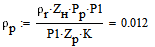 ρp := ρr·ZH·Pp·P1 / P1·Zp·K = 0.012